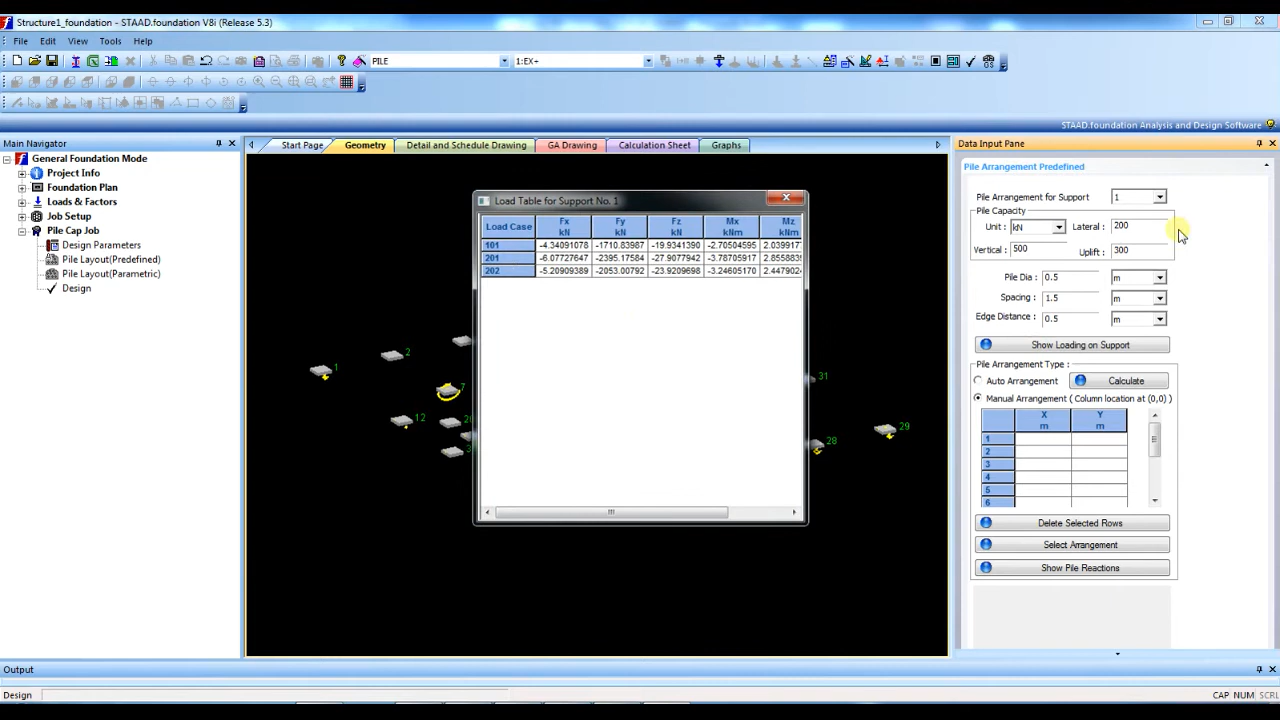 Structure1_foundation - STAAD.foundation V8i (Release 5.3)
File Edit View Tools Help
PILE 1:EX+
STAAD.foundation Analysis and Design Software
Main Navigator
General Foundation Mode
Project Info
Foundation Plan
Loads & Factors
Job Setup
Pile Cap Job
Design Parameters
Pile Layout(Predefined)
Pile Layout(Parametric)
Design
Start Page Geometry Detail and Schedule Drawing GA Drawing Calculation Sheet Graphs
1
2
7
12
31
28
29
Load Table for Support No. 1
Load Case Fx kN Fy kN Fz kN Mx kNm Mz kNm
101 -4.34091078 -1710.83987 -19.9341390 -2.70504595 2.039917
201 -6.07727647 -2395.17584 -27.9077942 -3.78705917 2.855883
202 -5.20909389 -2053.00792 -23.9209698 -3.24605170 2.447902
Data Input Pane
Pile Arrangement Predefined
Pile Arrangement for Support 1
Pile Capacity
Unit : kN Lateral : 200
Vertical : 500 Uplift : 300
Pile Dia : 0.5 m
Spacing : 1.5 m
Edge Distance : 0.5 m
Show Loading on Support
Pile Arrangement Type :
Auto Arrangement Calculate
Manual Arrangement ( Column location at (0,0) )
X m Y m
1
2
3
4
5
6
Delete Selected Rows
Select Arrangement
Show Pile Reactions
Output
Design CAP NUM SCRL